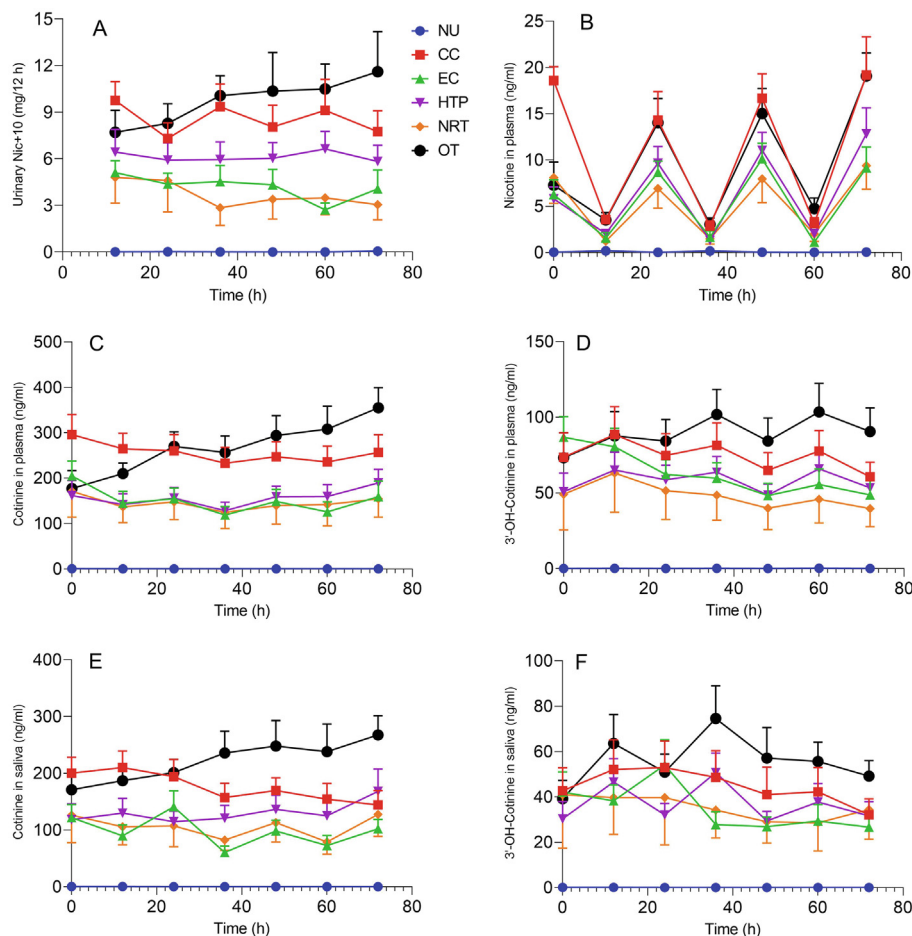 A
Urinary Nic+10 (mg/12 h)
15
12
9
6
3
0
0 20 40 60 80
Time (h)
NU
CC
EC
HTP
NRT
OT
B
Nicotine in plasma (ng/ml)
25
20
15
10
5
0
0 20 40 60 80
Time (h)
C
Cotinine in plasma (ng/ml)
500
400
300
200
100
0
0 20 40 60 80
Time (h)
D
3'-OH-Cotinine in plasma (ng/ml)
150
100
50
0
0 20 40 60 80
Time (h)
E
Cotinine in saliva (ng/ml)
400
300
200
100
0
0 20 40 60 80
Time (h)
F
3'-OH-Cotinine in saliva (ng/ml)
100
80
60
40
20
0
0 20 40 60 80
Time (h)